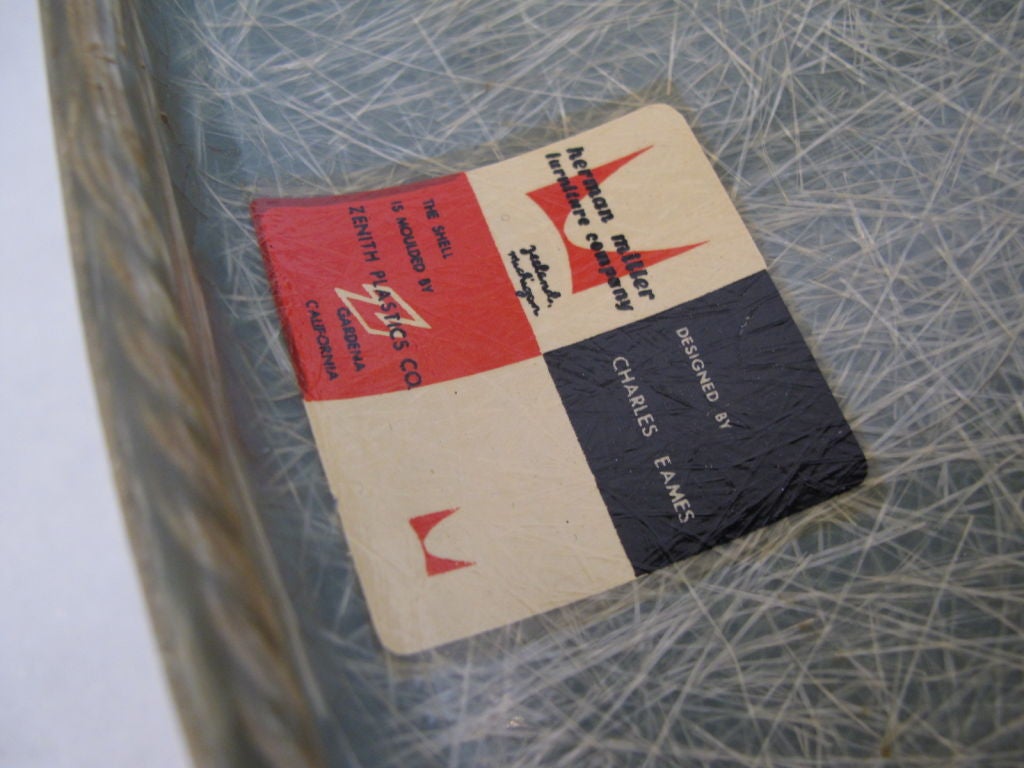 herman miller
furniture company
zeeland,
michigan
DESIGNED BY
CHARLES EAMES
THE SHELL
IS MOULDED BY
ZENITH PLASTICS CO.
GARDENA
CALIFORNIA